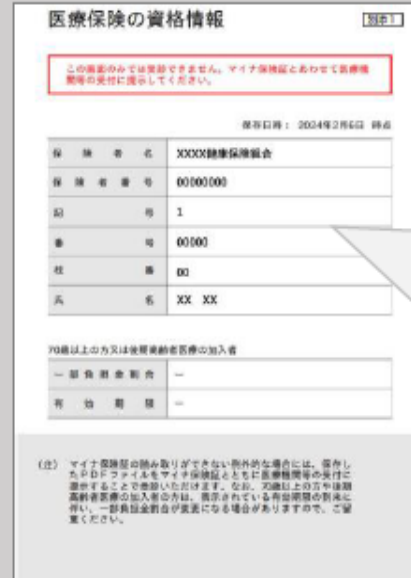 医療保険の資格情報
別添1
この画面のみでは受診できません。マイナ保険証とあわせて医療機
関等の受付に提示してください。
保存日時： 2024年2月6日 時点
保険者名 XXXX健康保険組合
保険者番号 00000000
記号 1
番号 00000
枝番 00
氏名 XX XX
70歳以上の方又は後期高齢者医療の加入者
一部負担金割合 －
有効期限 －
(注) マイナ保険証の読み取りができない例外的な場合には、保存し
たPDFファイルをマイナ保険証とともに医療機関等の受付に
提示することで受診いただけます。なお、70歳以上の方や後期
高齢者医療の加入者の方は、表示されている有効期限の到来に
伴い、一部負担金割合が変更になる場合がありますので、ご留
意ください。